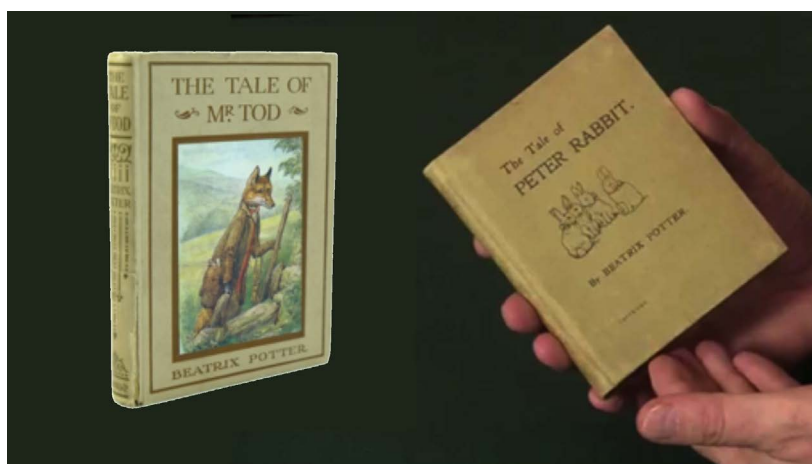 THE
TALE
OF
TOD
THE TALE OF
MR. TOD
BEATRIX POTTER
The Tale of
PETER RABBIT.
By BEATRIX POTTER